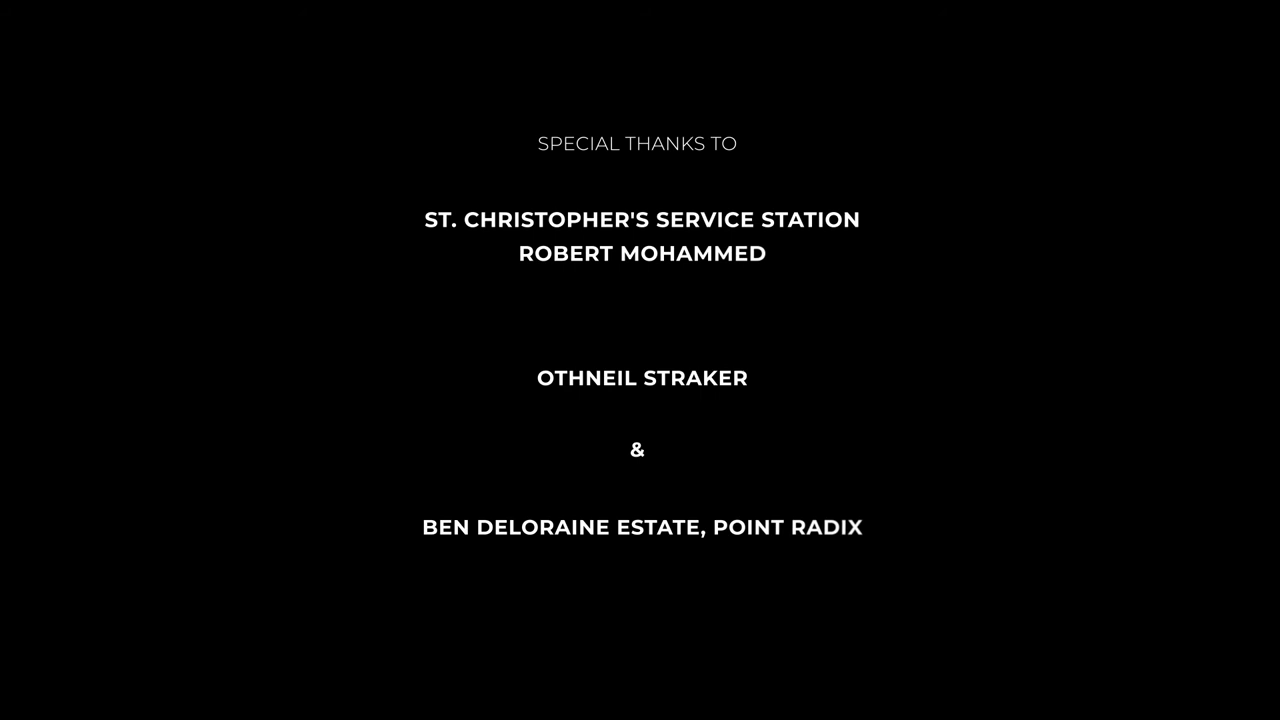 SPECIAL THANKS TO
ST. CHRISTOPHER'S SERVICE STATION
ROBERT MOHAMMED
OTHNEIL STRAKER
&
BEN DELORAINE ESTATE, POINT RADIX